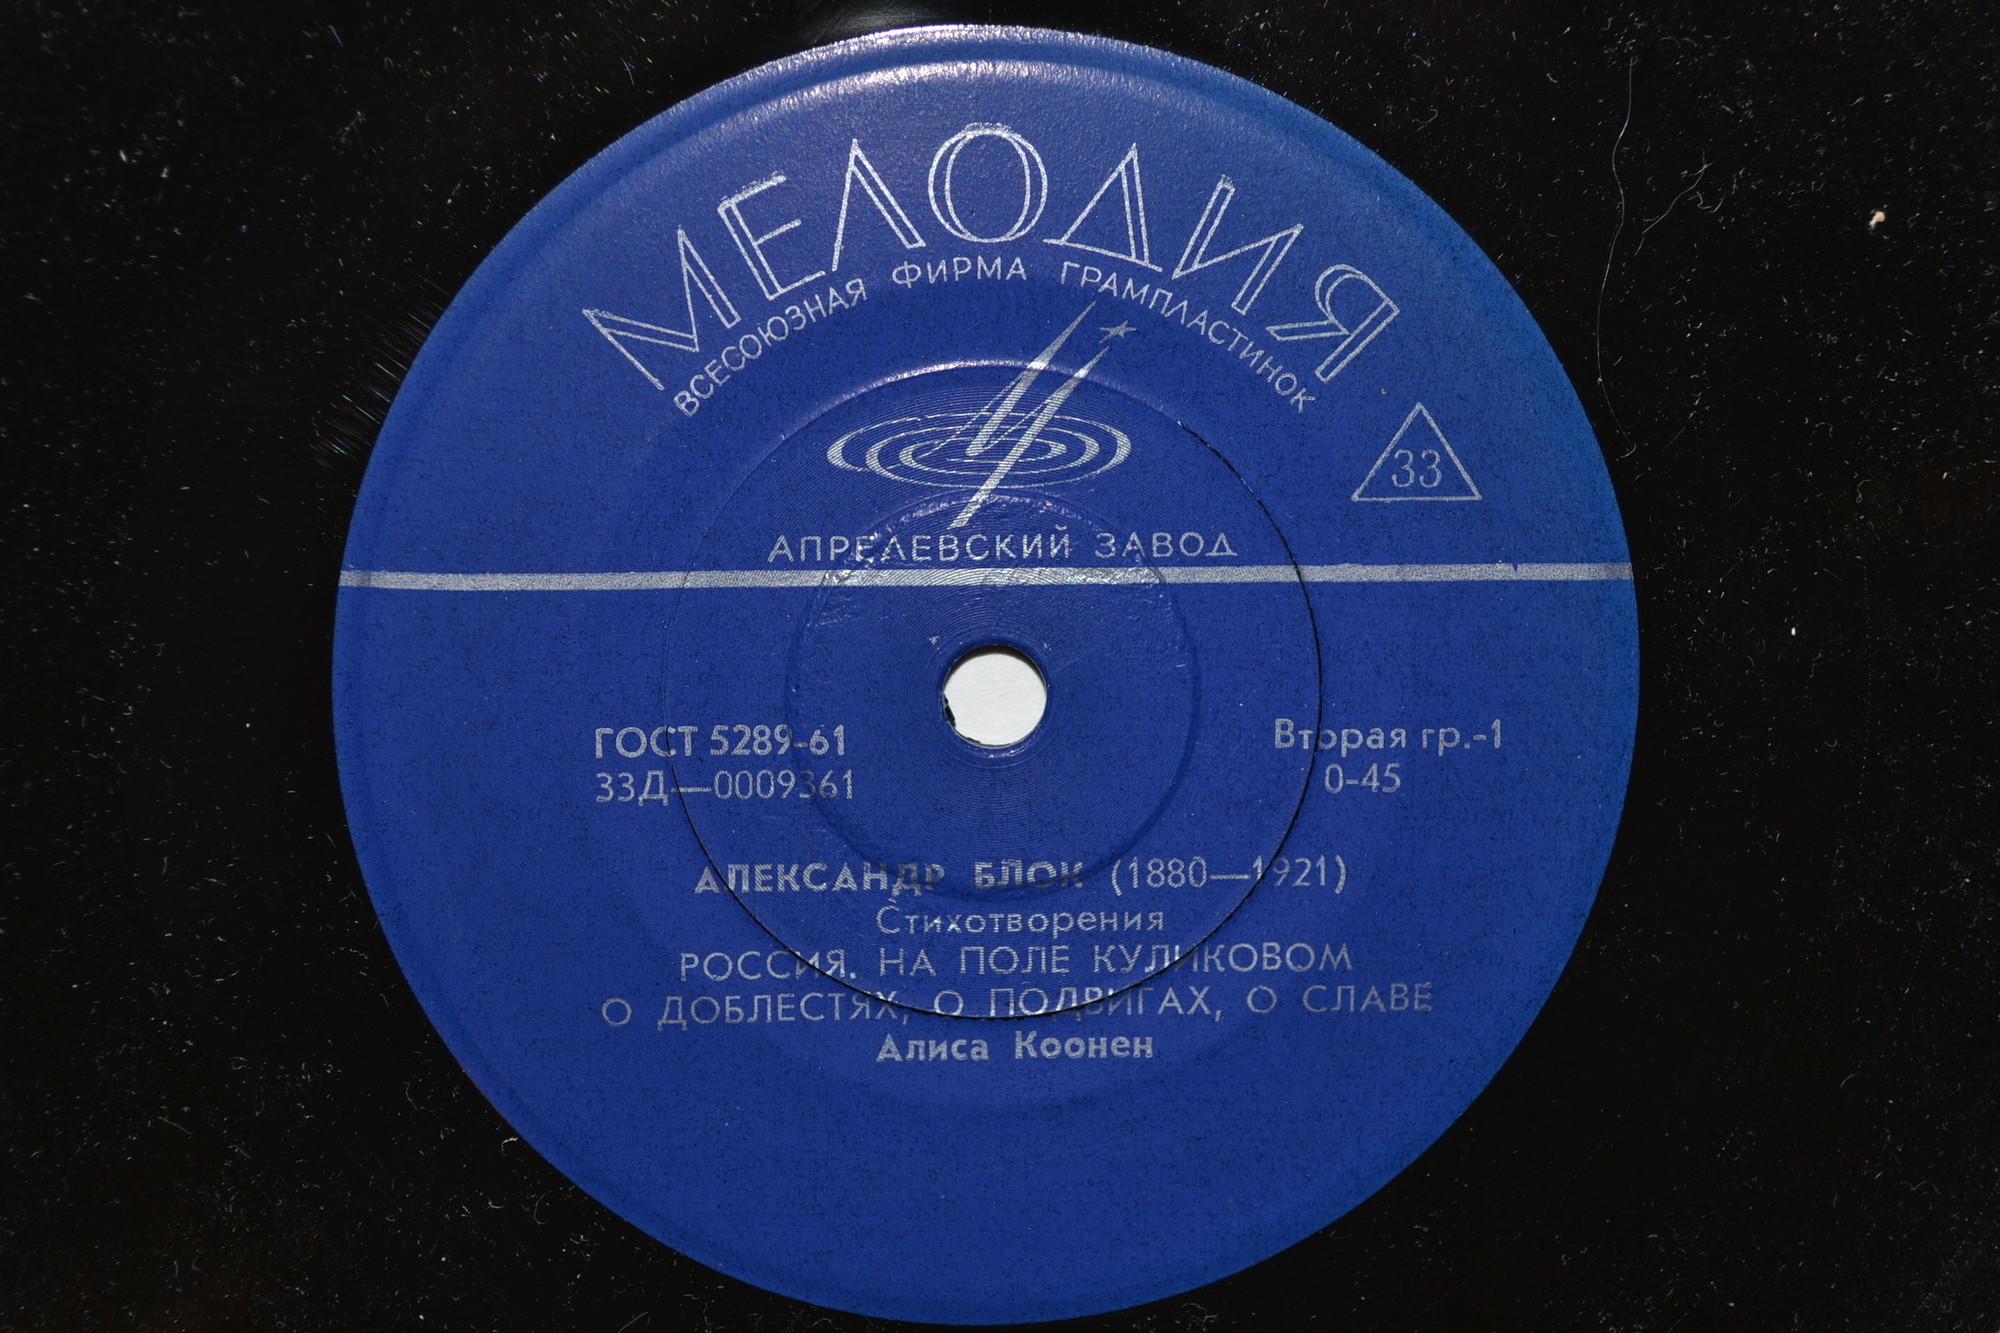 МЕЛОДИЯ
ВСЕСОЮЗНАЯ ФИРМА ГРАМПЛАСТИНОК
33
АПРЕЛЕВСКИЙ ЗАВОД
ГОСТ 5289-61
33Д—0009361
Вторая гр.-1
0-45
АЛЕКСАНДР БЛОК (1880—1921)
Стихотворения
РОССИЯ. НА ПОЛЕ КУЛИКОВОМ
О ДОБЛЕСТЯХ, О ПОДВИГАХ, О СЛАВЕ
Алиса Коонен